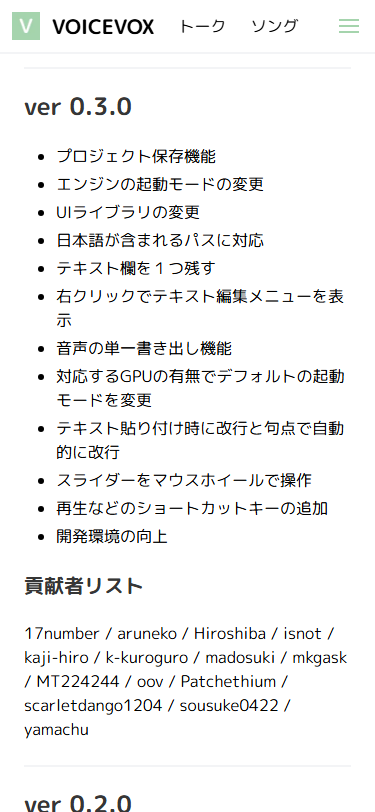 V VOICEVOX トーク ソング
ver 0.3.0
プロジェクト保存機能
エンジンの起動モードの変更
UIライブラリの変更
日本語が含まれるパスに対応
テキスト欄を１つ残す
右クリックでテキスト編集メニューを表
示
音声の単一書き出し機能
対応するGPUの有無でデフォルトの起動
モードを変更
テキスト貼り付け時に改行と句点で自動
的に改行
スライダーをマウスホイールで操作
再生などのショートカットキーの追加
開発環境の向上
貢献者リスト
17number / aruneko / Hiroshiba / isnot /
kaji-hiro / k-kuroguro / madosuki / mkgask
/ MT224244 / oov / Patchethium /
scarletdango1204 / sousuke0422 /
yamachu
ver 0.2.0